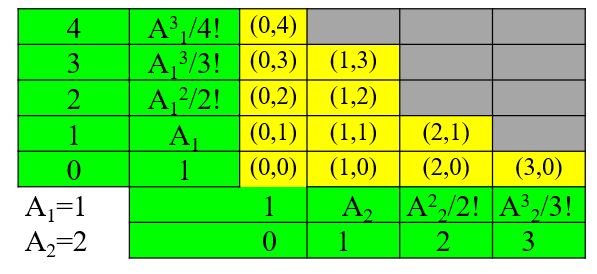 4 A³₁/4! (0,4)
3 A₁³/3! (0,3) (1,3)
2 A₁²/2! (0,2) (1,2)
1 A₁ (0,1) (1,1) (2,1)
0 1 (0,0) (1,0) (2,0) (3,0)
A₁=1 1 A₂ A²₂/2! A³₂/3!
A₂=2 0 1 2 3